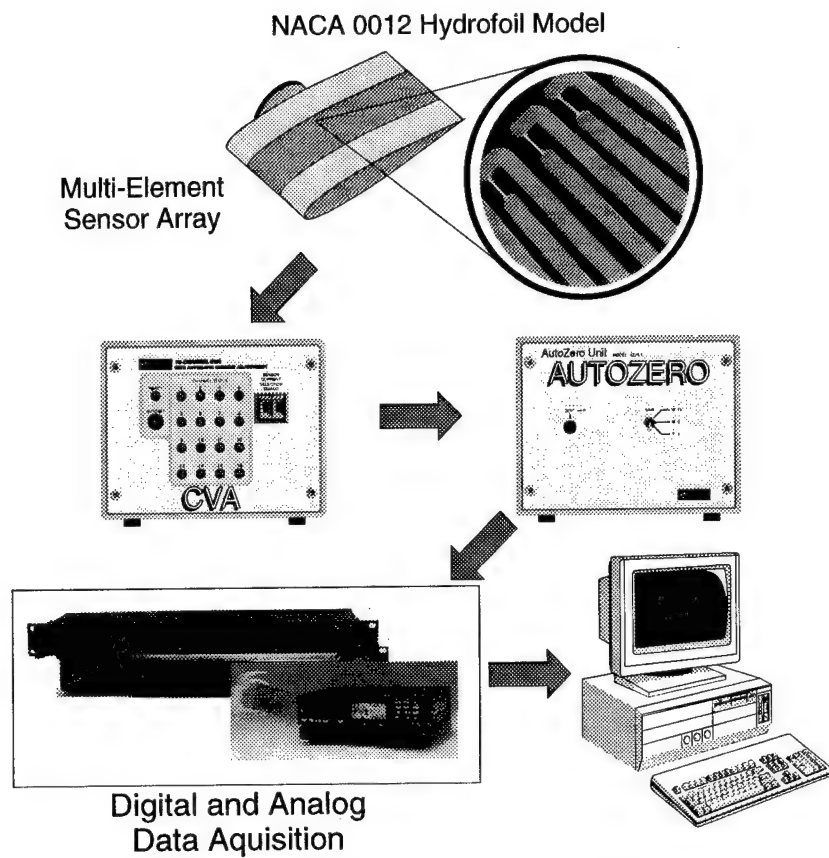 NACA 0012 Hydrofoil Model
Multi-Element
Sensor Array
CVA
AutoZero Unit
AUTOZERO
Digital and Analog
Data Aquisition